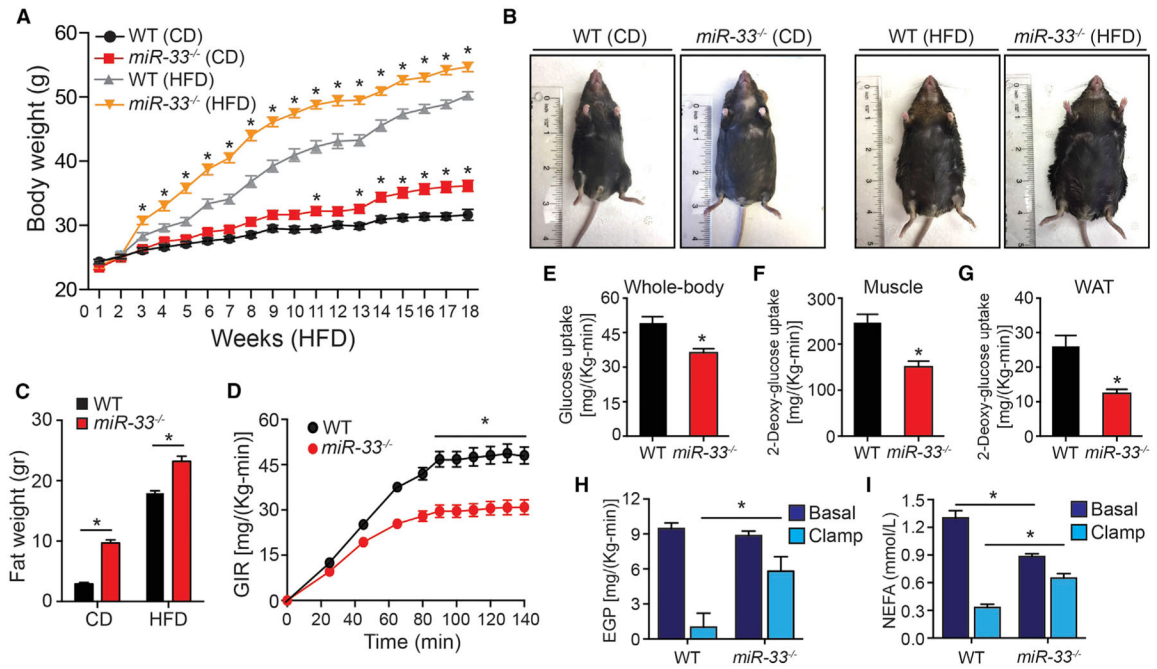 A
60
50
40
30
20
Body weight (g)
WT (CD)
miR-33-/- (CD)
WT (HFD)
miR-33-/- (HFD)
* * * * * * * * * * * * * * * *
* * * * * *
0 1 2 3 4 5 6 7 8 9 10 11 12 13 14 15 16 17 18
Weeks (HFD)
B
WT (CD)
miR-33-/- (CD)
WT (HFD)
miR-33-/- (HFD)
C
WT
miR-33-/-
30
20
10
0
Fat weight (gr)
*
*
CD HFD
D
WT
miR-33-/-
60
45
30
15
0
GIR [mg/(Kg-min)]
*
0 20 40 60 80 100 120 140
Time (min)
E
Whole-body
60
45
30
15
0
Glucose uptake
[mg/(Kg-min)]
*
WT miR-33-/-
F
Muscle
300
200
100
0
2-Deoxy-glucose uptake
[mg/(Kg-min)]
*
WT miR-33-/-
G
WAT
40
30
20
10
0
2-Deoxy-glucose uptake
[mg/(Kg-min)]
*
WT miR-33-/-
H
12
9
6
3
0
EGP [mg/(Kg-min)]
*
Basal
Clamp
WT miR-33-/-
I
1.5
1.2
0.9
0.6
0.3
0.0
NEFA (mmol/L)
*
*
Basal
Clamp
WT miR-33-/-